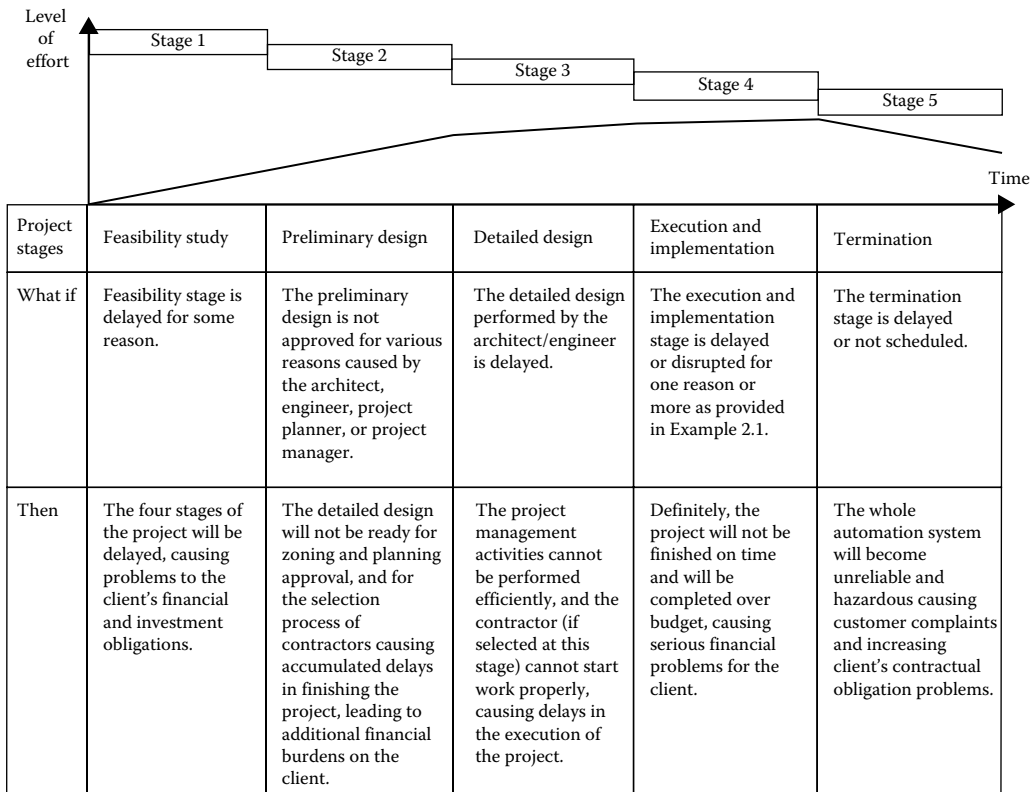 Level
of
effort
Stage 1
Stage 2
Stage 3
Stage 4
Stage 5
Time
Project
stages
Feasibility study
Preliminary design
Detailed design
Execution and
implementation
Termination
What if
Feasibility stage is
delayed for some
reason.
The preliminary
design is not
approved for various
reasons caused by
the architect,
engineer, project
planner, or project
manager.
The detailed design
performed by the
architect/engineer
is delayed.
The execution and
implementation
stage is delayed
or disrupted for
one reason or
more as provided
in Example 2.1.
The termination
stage is delayed
or not scheduled.
Then
The four stages of
the project will be
delayed, causing
problems to the
client's financial
and investment
obligations.
The detailed design
will not be ready for
zoning and planning
approval, and for
the selection
process of
contractors causing
accumulated delays
in finishing the
project, leading to
additional financial
burdens on the
client.
The project
management
activities cannot
be performed
efficiently, and the
contractor (if
selected at this
stage) cannot start
work properly,
causing delays in
the execution of
the project.
Definitely, the
project will not be
finished on time
and will be
completed over
budget, causing
serious financial
problems for the
client.
The whole
automation system
will become
unreliable and
hazardous causing
customer complaints
and increasing
client's contractual
obligation problems.